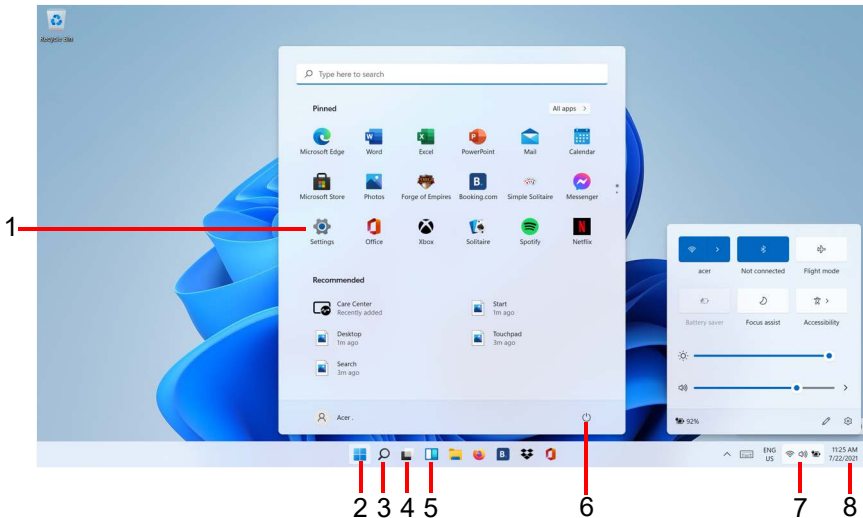 Recycle Bin
Type here to search
Pinned
All apps >
Microsoft Edge Word Excel PowerPoint Mail Calendar
Microsoft Store Photos Forge of Empires Booking.com Simple Solitaire Messenger
1
Settings Office Xbox Solitaire Spotify Netflix
acer Not connected Flight mode
Recommended
Care Center
Recently added
Start
1m ago
Desktop
1m ago
Touchpad
3m ago
Search
3m ago
Battery saver Focus assist Accessibility
Acer .
92%
ENG
US
11:25 AM
7/22/2021
2 3 4 5 6 7 8